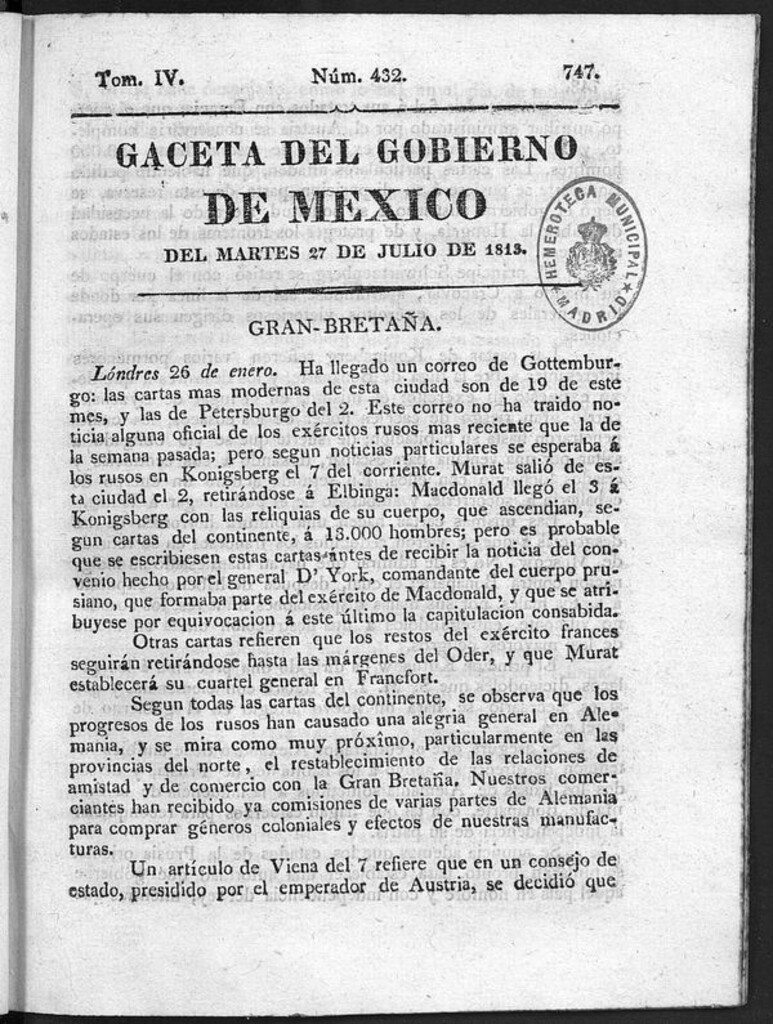 Tom. IV. Núm. 432. 747.
GACETA DEL GOBIERNO
DE MEXICO
DEL MARTES 27 DE JULIO DE 1813.
HEMEROTECA MUNICIPAL
★ MADRID ★
GRAN-BRETAÑA.
Lóndres 26 de enero. Ha llegado un correo de Gottembur-
go: las cartas mas modernas de esta ciudad son de 19 de este
mes, y las de Petersburgo del 2. Este correo no ha traido no-
ticia alguna oficial de los exércitos rusos mas reciente que la de
la semana pasada; pero segun noticias particulares se esperaba á
los rusos en Konigsberg el 7 del corriente. Murat salió de es-
ta ciudad el 2, retirándose á Elbinga: Macdonald llegó el 3 á
Konigsberg con las reliquias de su cuerpo, que ascendian, se-
gun cartas del continente, á 13.000 hombres; pero es probable
que se escribiesen estas cartas ántes de recibir la noticia del con-
venio hecho por el general D' York, comandante del cuerpo pru-
siano, que formaba parte del exército de Macdonald, y que se atri-
buyese por equivocacion á este último la capitulacion consabida.
Otras cartas refieren que los restos del exército frances
seguirán retirándose hasta las márgenes del Oder, y que Murat
establecerá su cuartel general en Francfort.
Segun todas las cartas del continente, se observa que los
progresos de los rusos han causado una alegria general en Ale-
mania, y se mira como muy próximo, particularmente en las
provincias del norte, el restablecimiento de las relaciones de
amistad y de comercio con la Gran Bretaña. Nuestros comer-
ciantes han recibido ya comisiones de varias partes de Alemania
para comprar géneros coloniales y efectos de nuestras manufac-
turas.
Un artículo de Viena del 7 refiere que en un consejo de
estado, presidido por el emperador de Austria, se decidió que